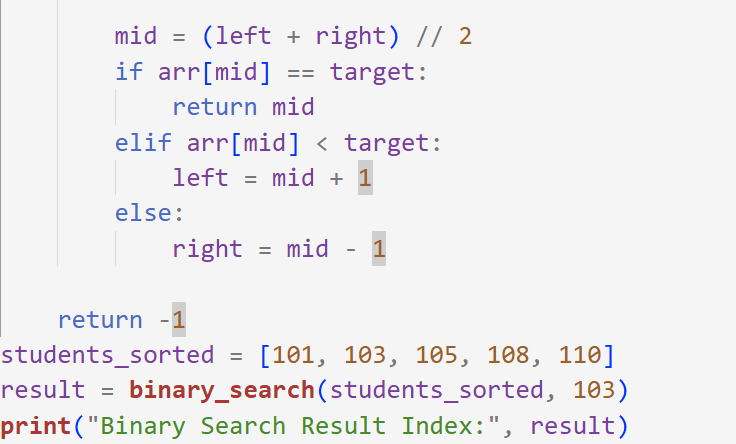 mid = (left + right) // 2
if arr[mid] == target:
return mid
elif arr[mid] < target:
left = mid + 1
else:
right = mid - 1
return -1
students_sorted = [101, 103, 105, 108, 110]
result = binary_search(students_sorted, 103)
print("Binary Search Result Index:", result)